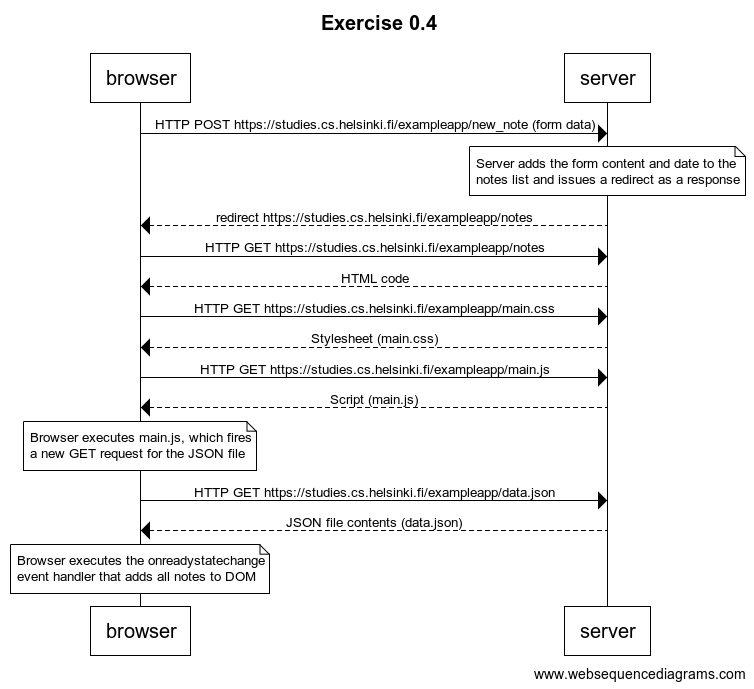 Exercise 0.4
browser
server
HTTP POST https://studies.cs.helsinki.fi/exampleapp/new_note (form data)
Server adds the form content and date to the
notes list and issues a redirect as a response
redirect https://studies.cs.helsinki.fi/exampleapp/notes
HTTP GET https://studies.cs.helsinki.fi/exampleapp/notes
HTML code
HTTP GET https://studies.cs.helsinki.fi/exampleapp/main.css
Stylesheet (main.css)
HTTP GET https://studies.cs.helsinki.fi/exampleapp/main.js
Script (main.js)
Browser executes main.js, which fires
a new GET request for the JSON file
HTTP GET https://studies.cs.helsinki.fi/exampleapp/data.json
JSON file contents (data.json)
Browser executes the onreadystatechange
event handler that adds all notes to DOM
browser
server
www.websequencediagrams.com